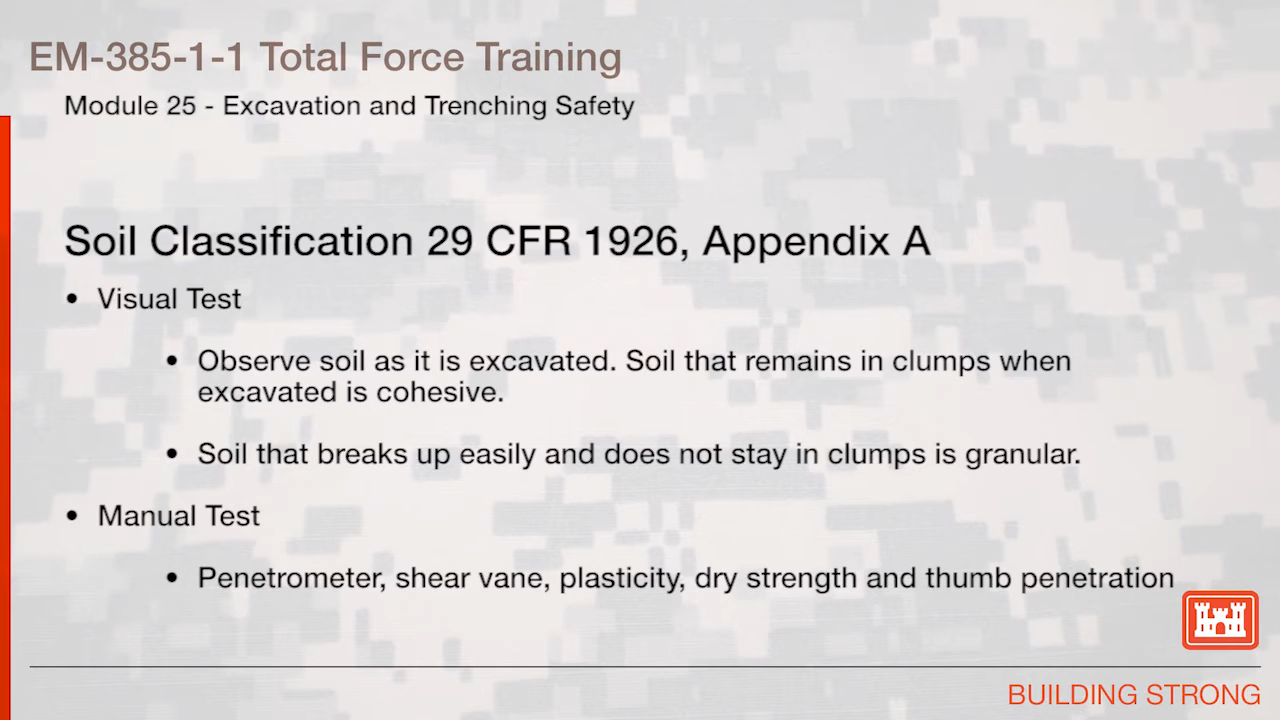 EM-385-1-1 Total Force Training
Module 25 - Excavation and Trenching Safety
Soil Classification 29 CFR 1926, Appendix A
• Visual Test
• Observe soil as it is excavated. Soil that remains in clumps when
excavated is cohesive.
• Soil that breaks up easily and does not stay in clumps is granular.
• Manual Test
• Penetrometer, shear vane, plasticity, dry strength and thumb penetration
BUILDING STRONG